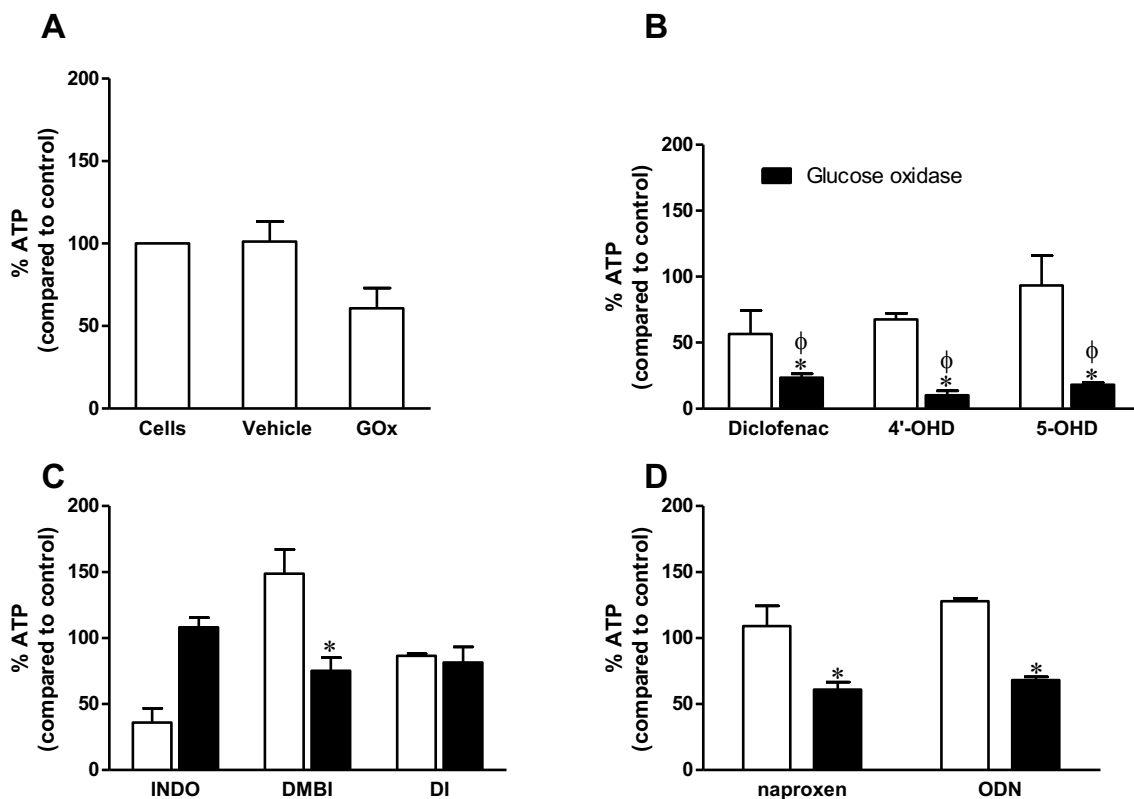 A
% ATP
(compared to control)
200
150
100
50
0
Cells Vehicle GOx
B
% ATP
(compared to control)
200
150
100
50
0
Glucose oxidase
ϕ ϕ ϕ
* * *
Diclofenac 4'-OHD 5-OHD
C
% ATP
(compared to control)
200
150
100
50
0
*
INDO DMBI DI
D
% ATP
(compared to control)
200
150
100
50
0
* *
naproxen ODN